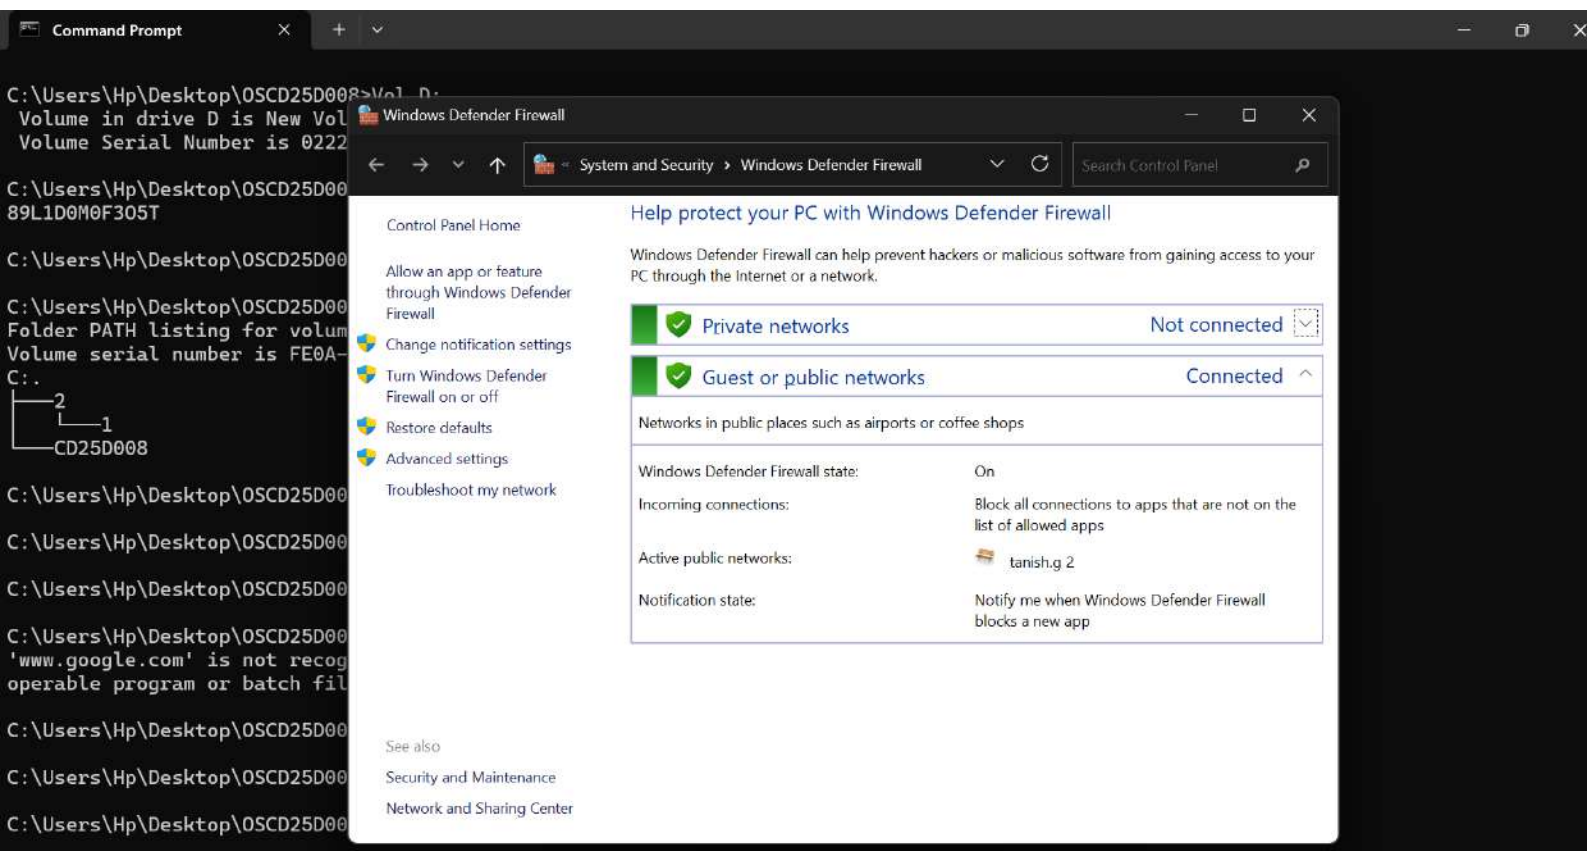 Command Prompt
C:\Users\Hp\Desktop\OSCD25D008>Vol D:
Volume in drive D is New Vol
Volume Serial Number is 0222
C:\Users\Hp\Desktop\OSCD25D00
89L1D0M0F3O5T
C:\Users\Hp\Desktop\OSCD25D00
C:\Users\Hp\Desktop\OSCD25D00
Folder PATH listing for volum
Volume serial number is FE0A-
C:.
2
1
CD25D008
C:\Users\Hp\Desktop\OSCD25D00
C:\Users\Hp\Desktop\OSCD25D00
C:\Users\Hp\Desktop\OSCD25D00
C:\Users\Hp\Desktop\OSCD25D00
'www.google.com' is not recog
operable program or batch fil
C:\Users\Hp\Desktop\OSCD25D00
C:\Users\Hp\Desktop\OSCD25D00
C:\Users\Hp\Desktop\OSCD25D00
Windows Defender Firewall
« System and Security > Windows Defender Firewall
Search Control Panel
Control Panel Home
Allow an app or feature
through Windows Defender
Firewall
Change notification settings
Turn Windows Defender
Firewall on or off
Restore defaults
Advanced settings
Troubleshoot my network
See also
Security and Maintenance
Network and Sharing Center
Help protect your PC with Windows Defender Firewall
Windows Defender Firewall can help prevent hackers or malicious software from gaining access to your
PC through the Internet or a network.
Private networks Not connected
Guest or public networks Connected
Networks in public places such as airports or coffee shops
Windows Defender Firewall state: On
Incoming connections: Block all connections to apps that are not on the
list of allowed apps
Active public networks: tanish.g 2
Notification state: Notify me when Windows Defender Firewall
blocks a new app